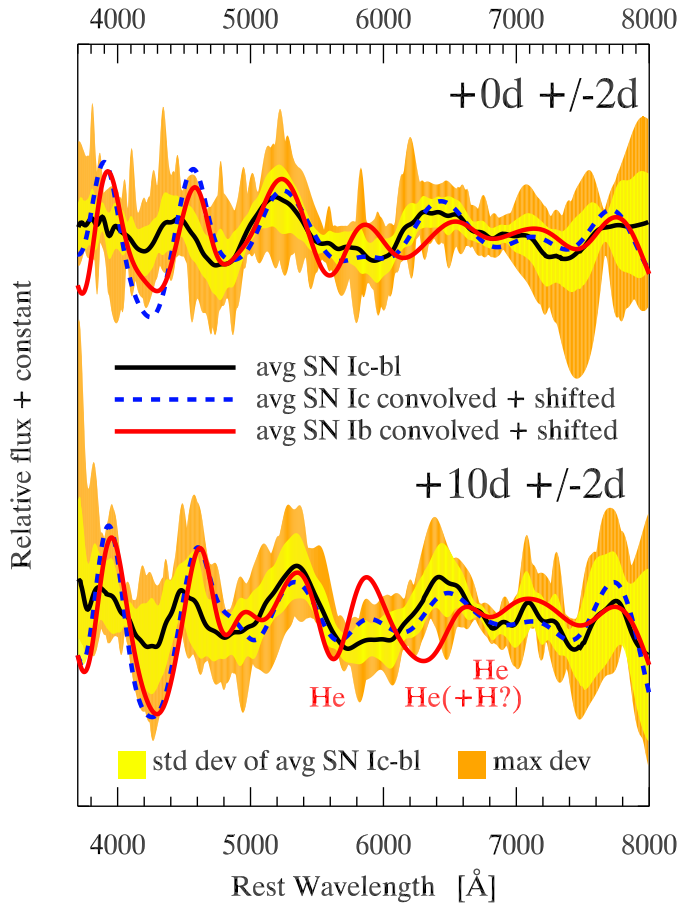 4000 5000 6000 7000 8000
+0d +/-2d
avg SN Ic-bl
avg SN Ic convolved + shifted
avg SN Ib convolved + shifted
+10d +/-2d
Relative flux + constant
He
He
He(+H?)
std dev of avg SN Ic-bl
max dev
4000 5000 6000 7000 8000
Rest Wavelength [Å]